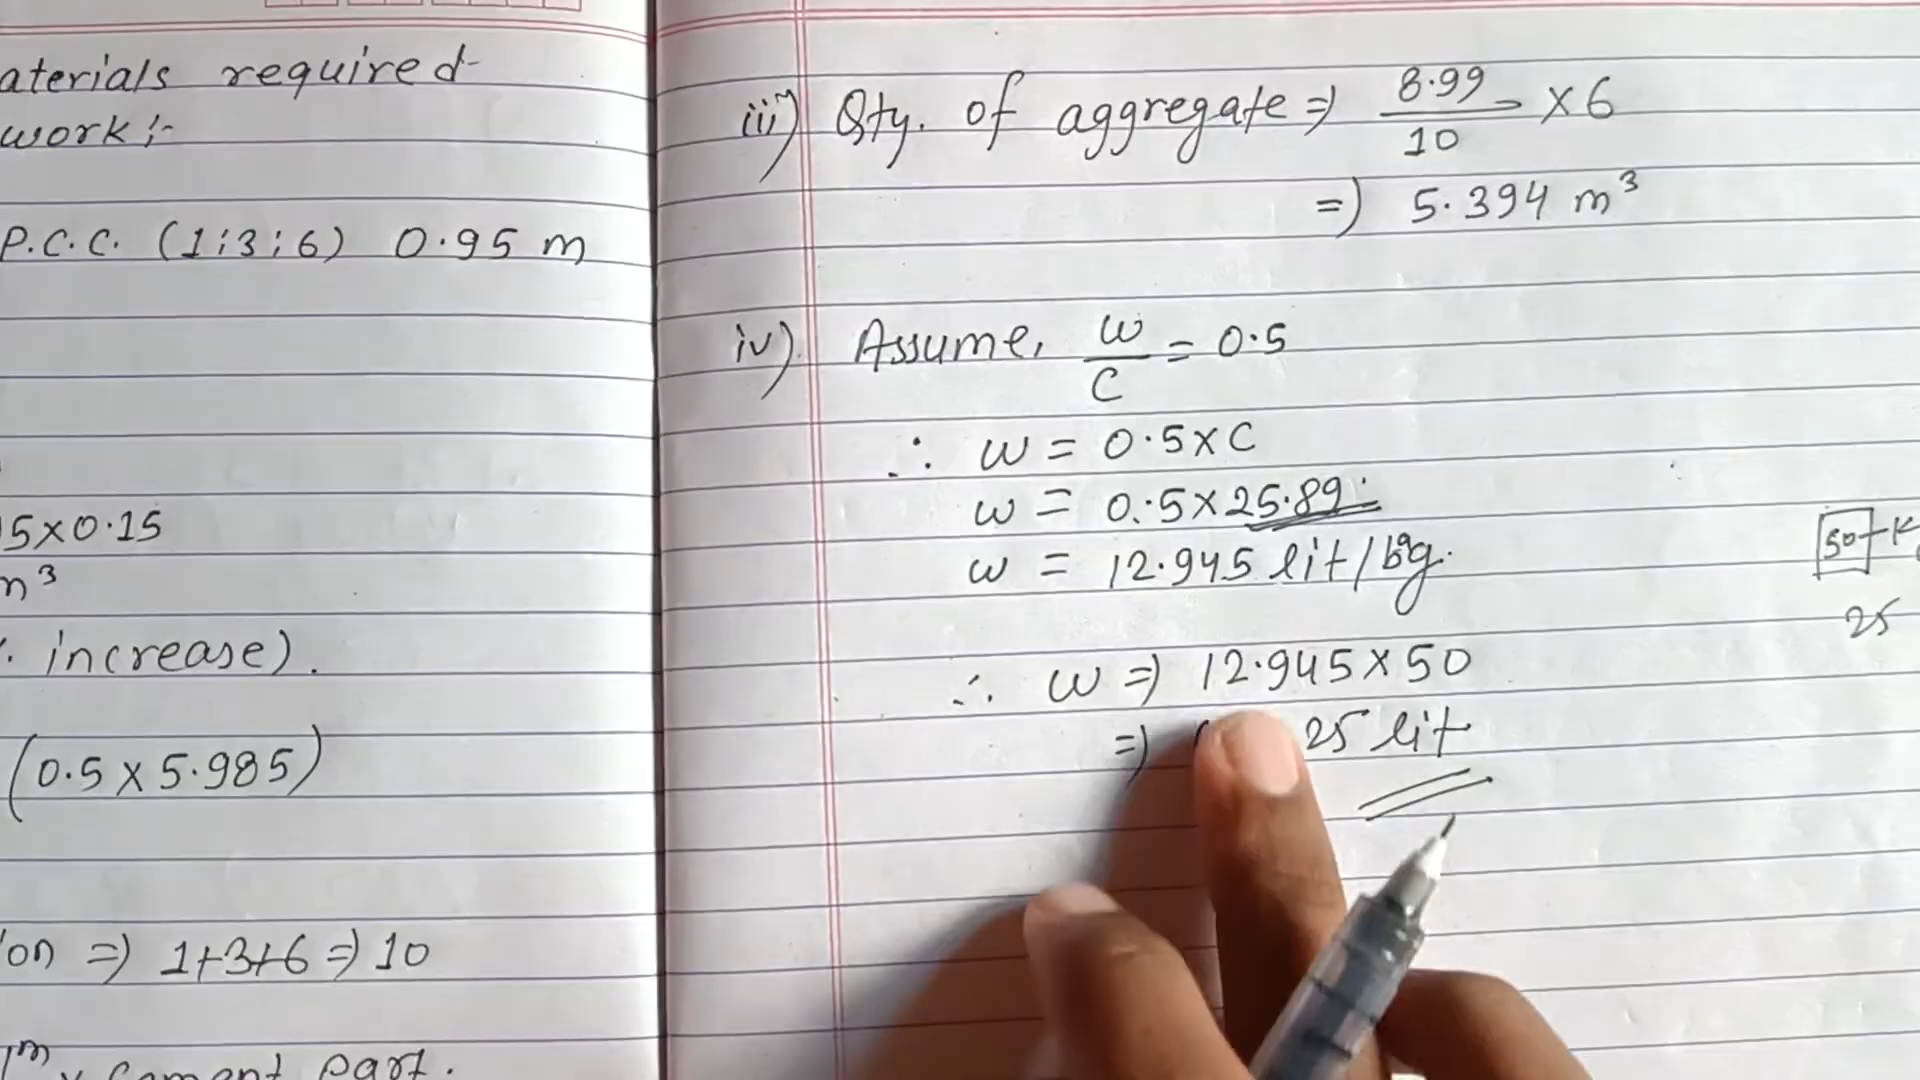 aterials required
work :-
P.C.C. (1:3:6) 0.95 m
5x0.15
m³
. increase).
(0.5 x 5.985)
on => 1+3+6 => 10
x cement part.
iii) Qty. of aggregate => 8.99/10 x 6
=> 5.394 m³
iv) Assume, w/c = 0.5
∴ w = 0.5 x C
w = 0.5 x 25.89.
w = 12.945 lit/bag.
∴ w => 12.945 x 50
=> 25 lit
50 K
25